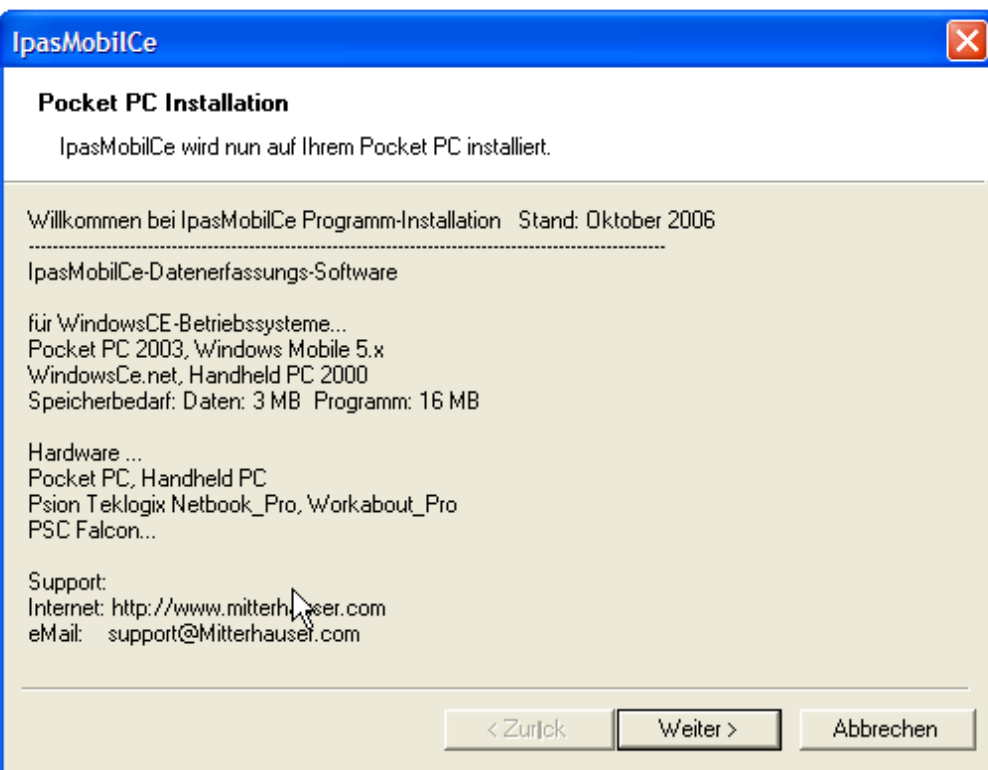 IpasMobilCe
Pocket PC Installation
IpasMobilCe wird nun auf Ihrem Pocket PC installiert.
Willkommen bei IpasMobilCe Programm-Installation   Stand: Oktober 2006
------------------------------------------------------------------------------------------------------------
IpasMobilCe-Datenerfassungs-Software
für WindowsCE-Betriebssysteme...
Pocket PC 2003, Windows Mobile 5.x
WindowsCe.net, Handheld PC 2000
Speicherbedarf: Daten: 3 MB  Programm: 16 MB
Hardware ...
Pocket PC, Handheld PC
Psion Teklogix Netbook_Pro, Workabout_Pro
PSC Falcon...
Support:
Internet: http://www.mitterhauser.com
eMail:    support@Mitterhauser.com
< Zurück
Weiter >
Abbrechen